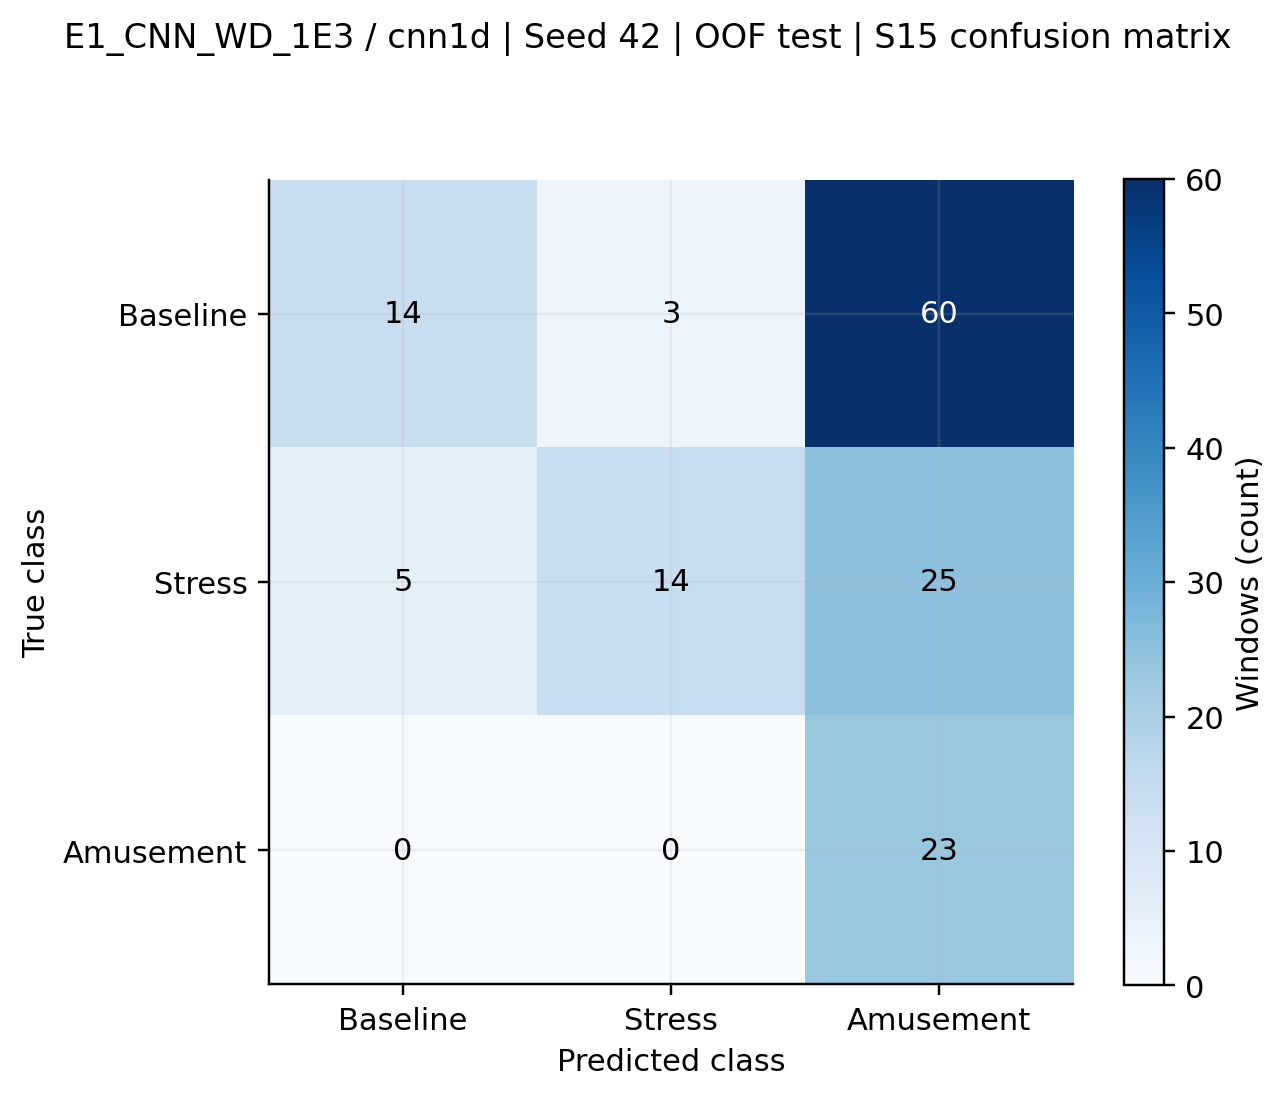 E1_CNN_WD_1E3 / cnn1d | Seed 42 | OOF test | S15 confusion matrix
True class
Baseline
14
3
60
Stress
5
14
25
Amusement
0
0
23
Baseline
Stress
Amusement
Predicted class
60
50
40
30
20
10
0
Windows (count)